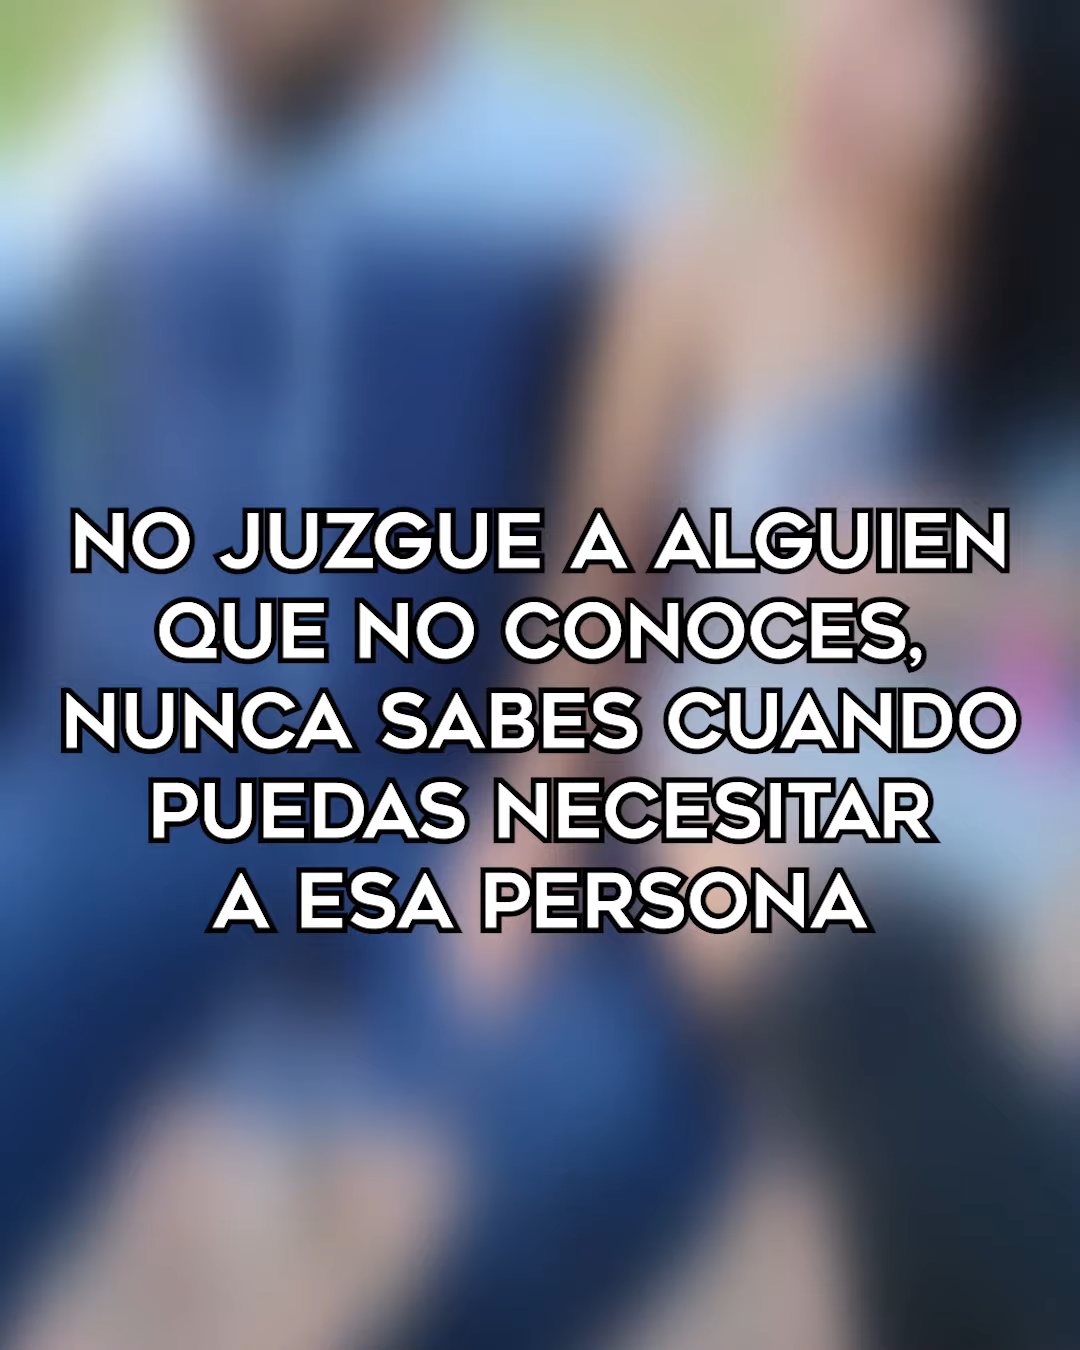 NO JUZGUE A ALGUIEN
QUE NO CONOCES,
NUNCA SABES CUANDO
PUEDAS NECESITAR
A ESA PERSONA